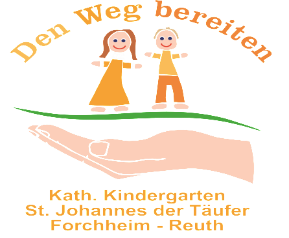 Den Weg bereiten
Kath. Kindergarten
St. Johannes der Täufer
Forchheim - Reuth